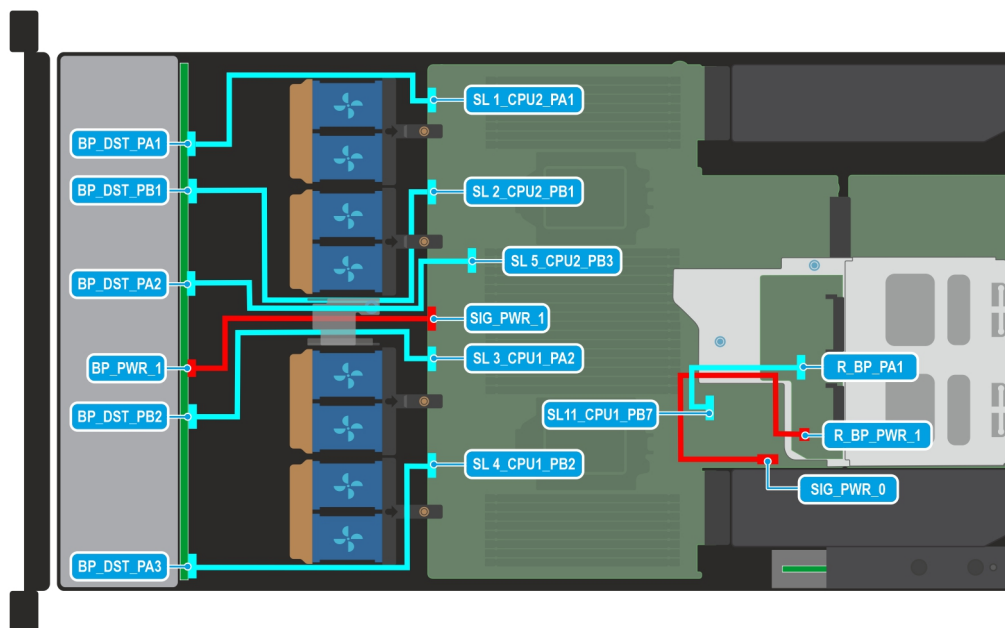 BP_DST_PA1
BP_DST_PB1
BP_DST_PA2
BP_PWR_1
BP_DST_PB2
BP_DST_PA3
SL 1_CPU2_PA1
SL 2_CPU2_PB1
SL 5_CPU2_PB3
SIG_PWR_1
SL 3_CPU1_PA2
SL 4_CPU1_PB2
SL11_CPU1_PB7
R_BP_PA1
R_BP_PWR_1
SIG_PWR_0